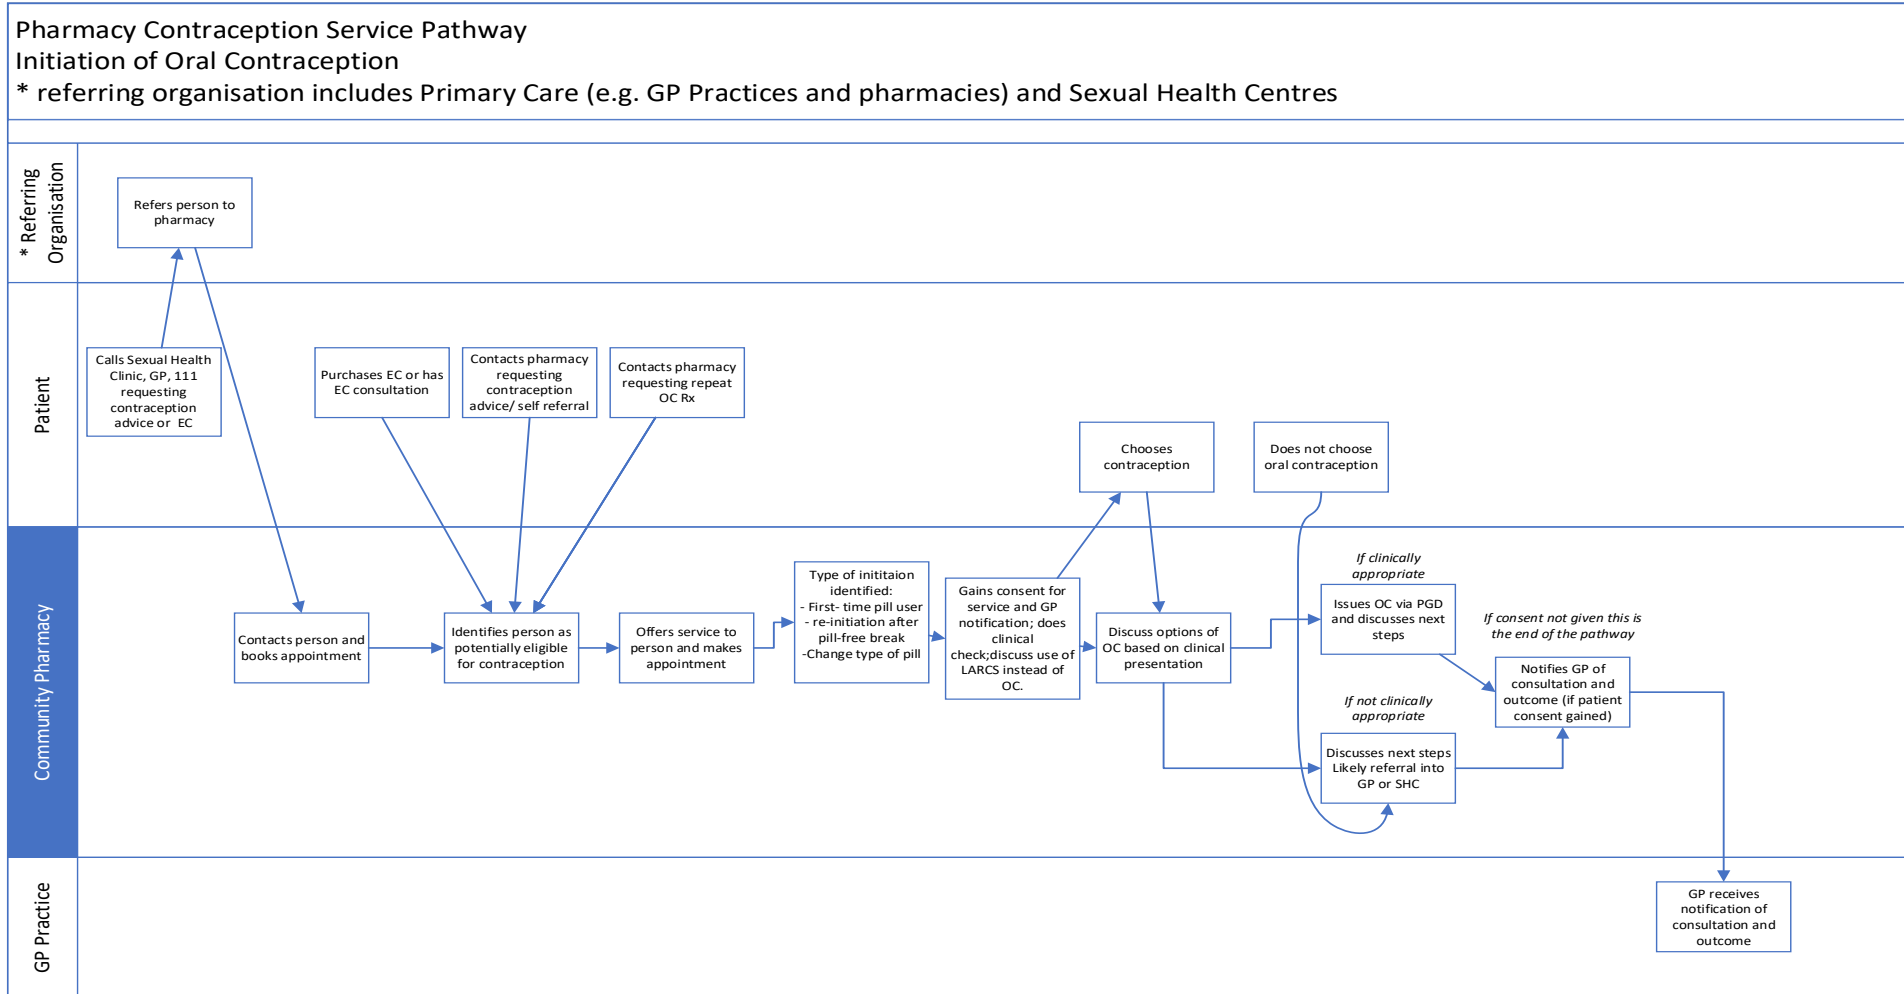 Pharmacy Contraception Service Pathway
Initiation of Oral Contraception
* referring organisation includes Primary Care (e.g. GP Practices and pharmacies) and Sexual Health Centres
* Referring
Organisation
Refers person to
pharmacy
Patient
Calls Sexual Health
Clinic, GP, 111
requesting
contraception
advice or EC
Purchases EC or has
EC consultation
Contacts pharmacy
requesting
contraception
advice/ self referral
Contacts pharmacy
requesting repeat
OC Rx
Chooses
contraception
Does not choose
oral contraception
Community Pharmacy
Contacts person and
books appointment
Identifies person as
potentially eligible
for contraception
Offers service to
person and makes
appointment
Type of inititaion
identified:
- First- time pill user
- re-initiation after
pill-free break
-Change type of pill
Gains consent for
service and GP
notification; does
clinical
check;discuss use of
LARCS instead of
OC.
Discuss options of
OC based on clinical
presentation
If clinically
appropriate
Issues OC via PGD
and discusses next
steps
If not clinically
appropriate
Discusses next steps
Likely referral into
GP or SHC
If consent not given this is
the end of the pathway
Notifies GP of
consultation and
outcome (if patient
consent gained)
GP Practice
GP receives
notification of
consultation and
outcome